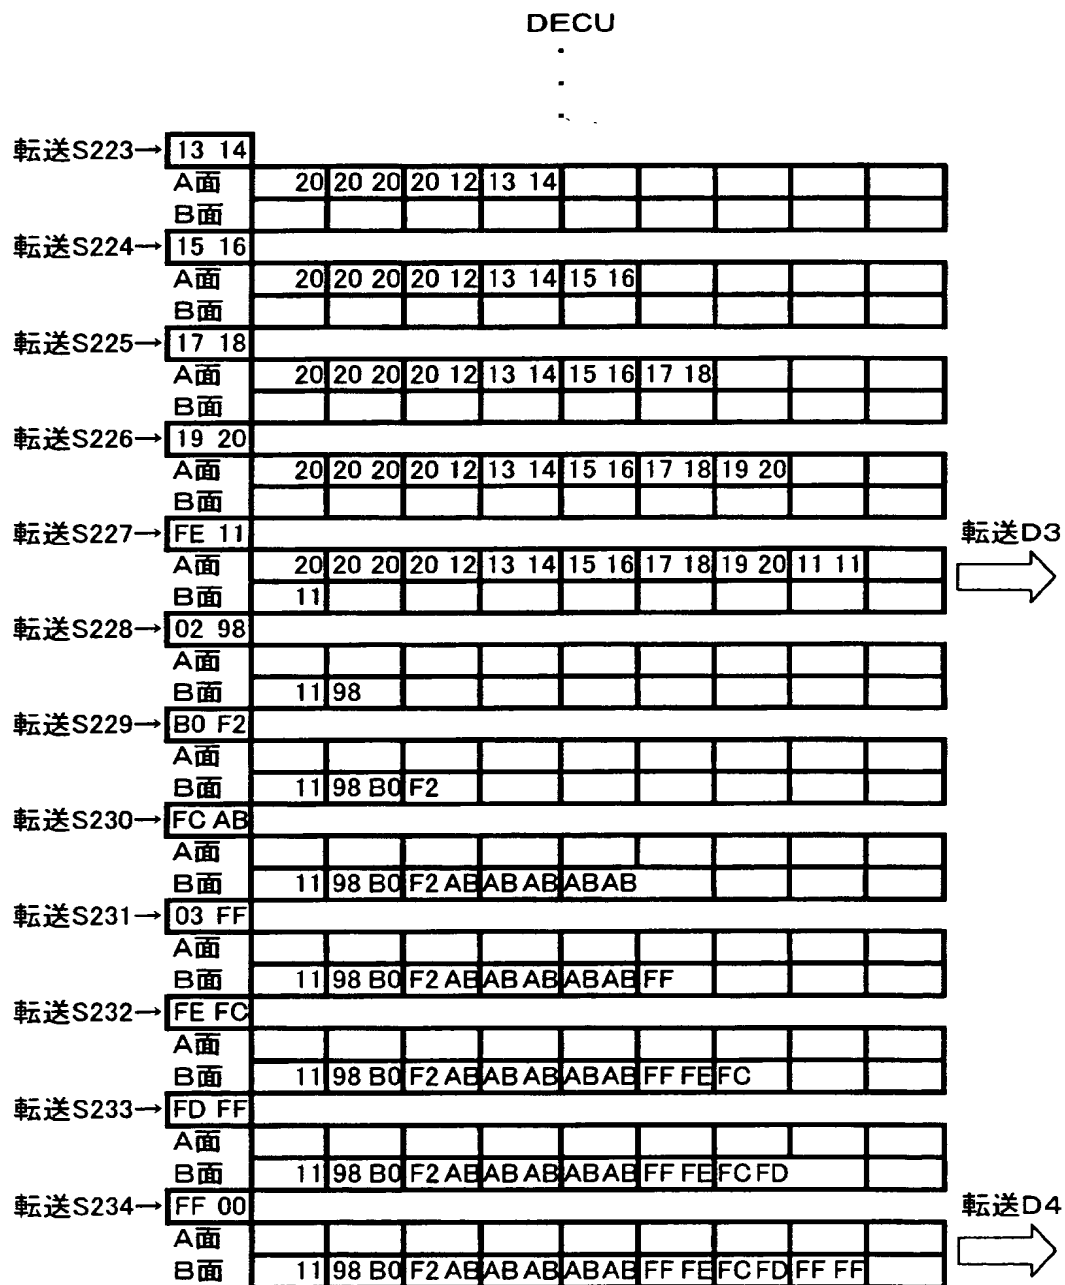 DECU
転送S223→ 13 14
A面 20 20 20 20 12 13 14
B面
転送S224→ 15 16
A面 20 20 20 20 12 13 14 15 16
B面
転送S225→ 17 18
A面 20 20 20 20 12 13 14 15 16 17 18
B面
転送S226→ 19 20
A面 20 20 20 20 12 13 14 15 16 17 18 19 20
B面
転送S227→ FE 11 転送D3
A面 20 20 20 20 12 13 14 15 16 17 18 19 20 11 11
B面 11
転送S228→ 02 98
A面
B面 11 98
転送S229→ B0 F2
A面
B面 11 98 B0 F2
転送S230→ FC AB
A面
B面 11 98 B0 F2 AB AB AB AB AB
転送S231→ 03 FF
A面
B面 11 98 B0 F2 AB AB AB AB AB FF
転送S232→ FE FC
A面
B面 11 98 B0 F2 AB AB AB AB AB FF FE FC
転送S233→ FD FF
A面
B面 11 98 B0 F2 AB AB AB AB AB FF FE FC FD
転送S234→ FF 00 転送D4
A面
B面 11 98 B0 F2 AB AB AB AB AB FF FE FC FD FF FF